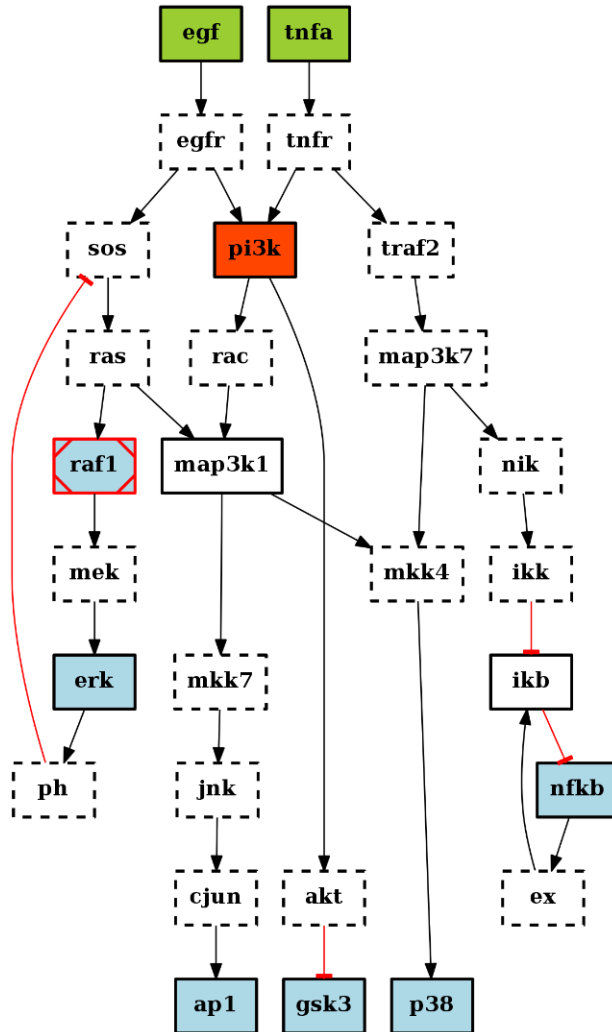 egf tnfa
egfr tnfr
sos pi3k traf2
ras rac map3k7
raf1 map3k1 nik
mek mkk4 ikk
erk mkk7 ikb
ph jnk nfkb
cjun akt ex
ap1 gsk3 p38